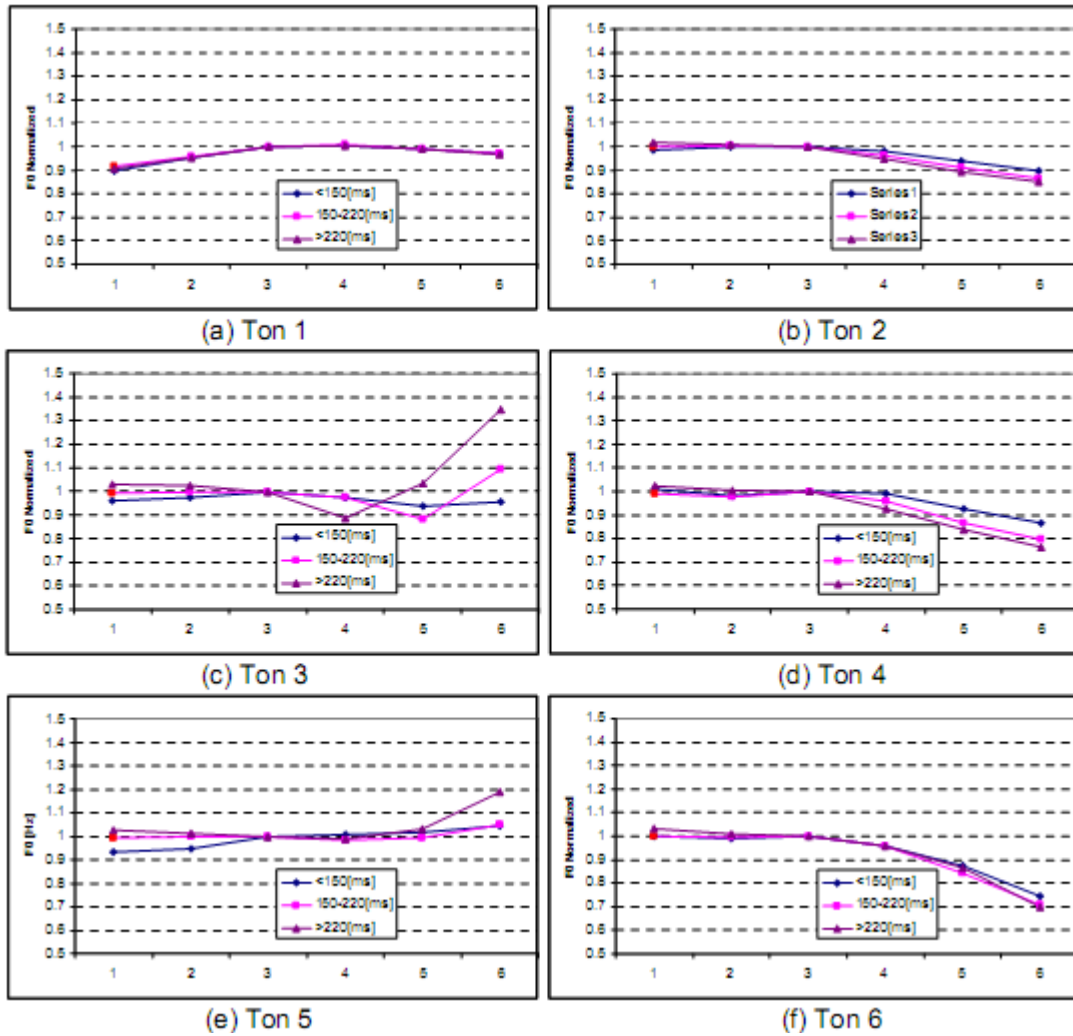 1.5
1.4
1.3
1.2
1.1
1
0.9
0.8
0.7
0.6
0.5
F0 Normalized
<150[ms]
150-220[ms]
>220[ms]
1 2 3 4 5 6
(a) Ton 1
1.5
1.4
1.3
1.2
1.1
1
0.9
0.8
0.7
0.6
0.5
F0 Normalized
Series1
Series2
Series3
1 2 3 4 5 6
(b) Ton 2
1.5
1.4
1.3
1.2
1.1
1
0.9
0.8
0.7
0.6
0.5
F0 Normalized
<150[ms]
150-220[ms]
>220[ms]
1 2 3 4 5 6
(c) Ton 3
1.5
1.4
1.3
1.2
1.1
1
0.9
0.8
0.7
0.6
0.5
F0 Normalized
<150[ms]
150-220[ms]
>220[ms]
1 2 3 4 5 6
(d) Ton 4
1.5
1.4
1.3
1.2
1.1
1
0.9
0.8
0.7
0.6
0.5
F0 [Hz]
<150[ms]
150-220[ms]
>220[ms]
1 2 3 4 5 6
(e) Ton 5
1.5
1.4
1.3
1.2
1.1
1
0.9
0.8
0.7
0.6
0.5
F0 Normalized
<150[ms]
150-220[ms]
>220[ms]
1 2 3 4 5 6
(f) Ton 6